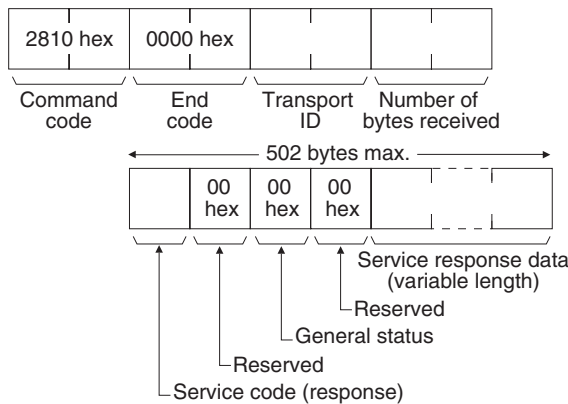 2810 hex 0000 hex
Command code
End code
Transport ID
Number of bytes received
502 bytes max.
00 hex
00 hex
00 hex
Service response data (variable length)
Reserved
General status
Reserved
Service code (response)